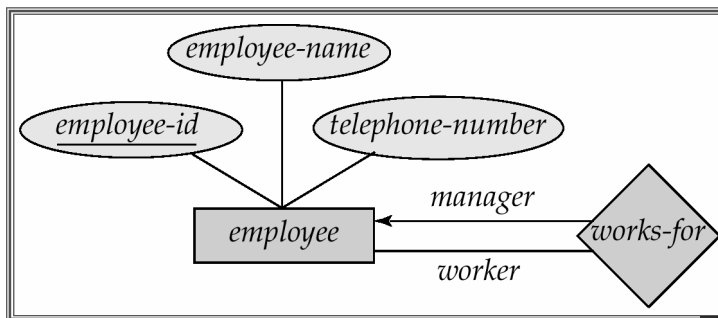 employee-name
employee-id
telephone-number
manager
employee
works-for
worker